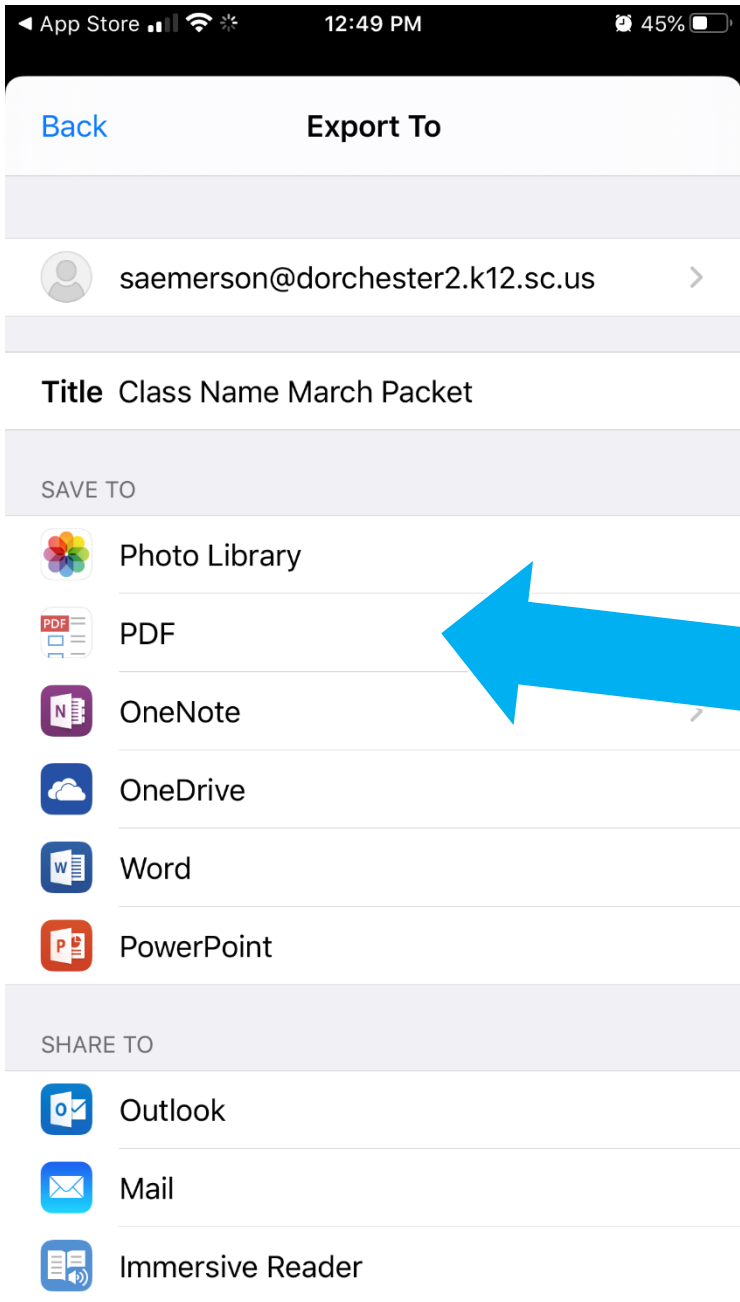 App Store 12:49 PM 45%
Back Export To
saemerson@dorchester2.k12.sc.us
Title Class Name March Packet
SAVE TO
Photo Library
PDF
PDF
N OneNote
OneDrive
W Word
P PowerPoint
SHARE TO
O Outlook
Mail
Immersive Reader